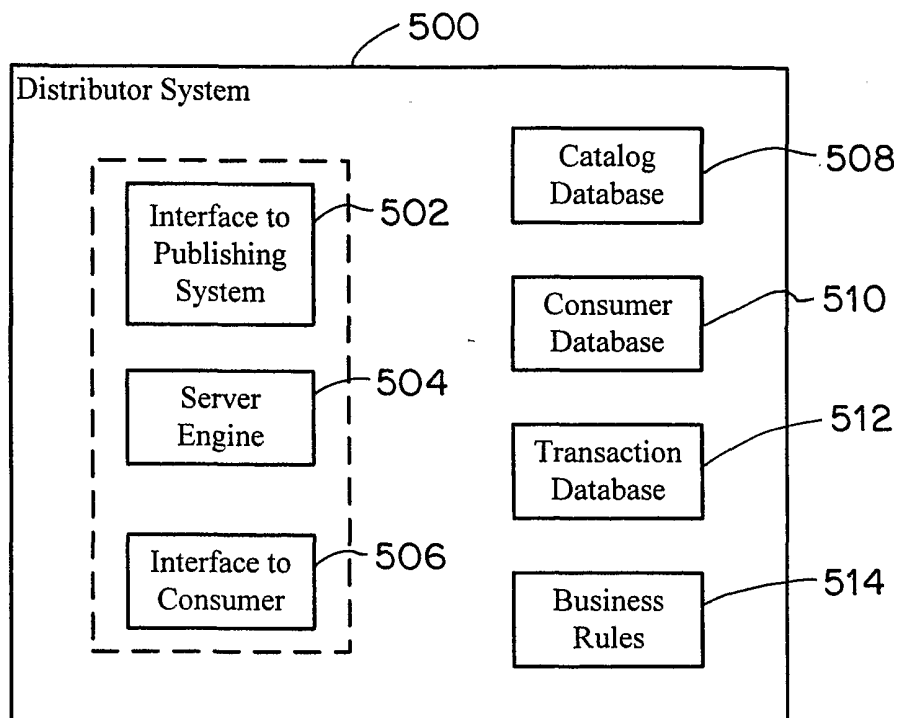 500
Distributor System
Interface to
Publishing
System
502
Server
Engine
504
Interface to
Consumer
506
Catalog
Database
508
Consumer
Database
510
Transaction
Database
512
Business
Rules
514